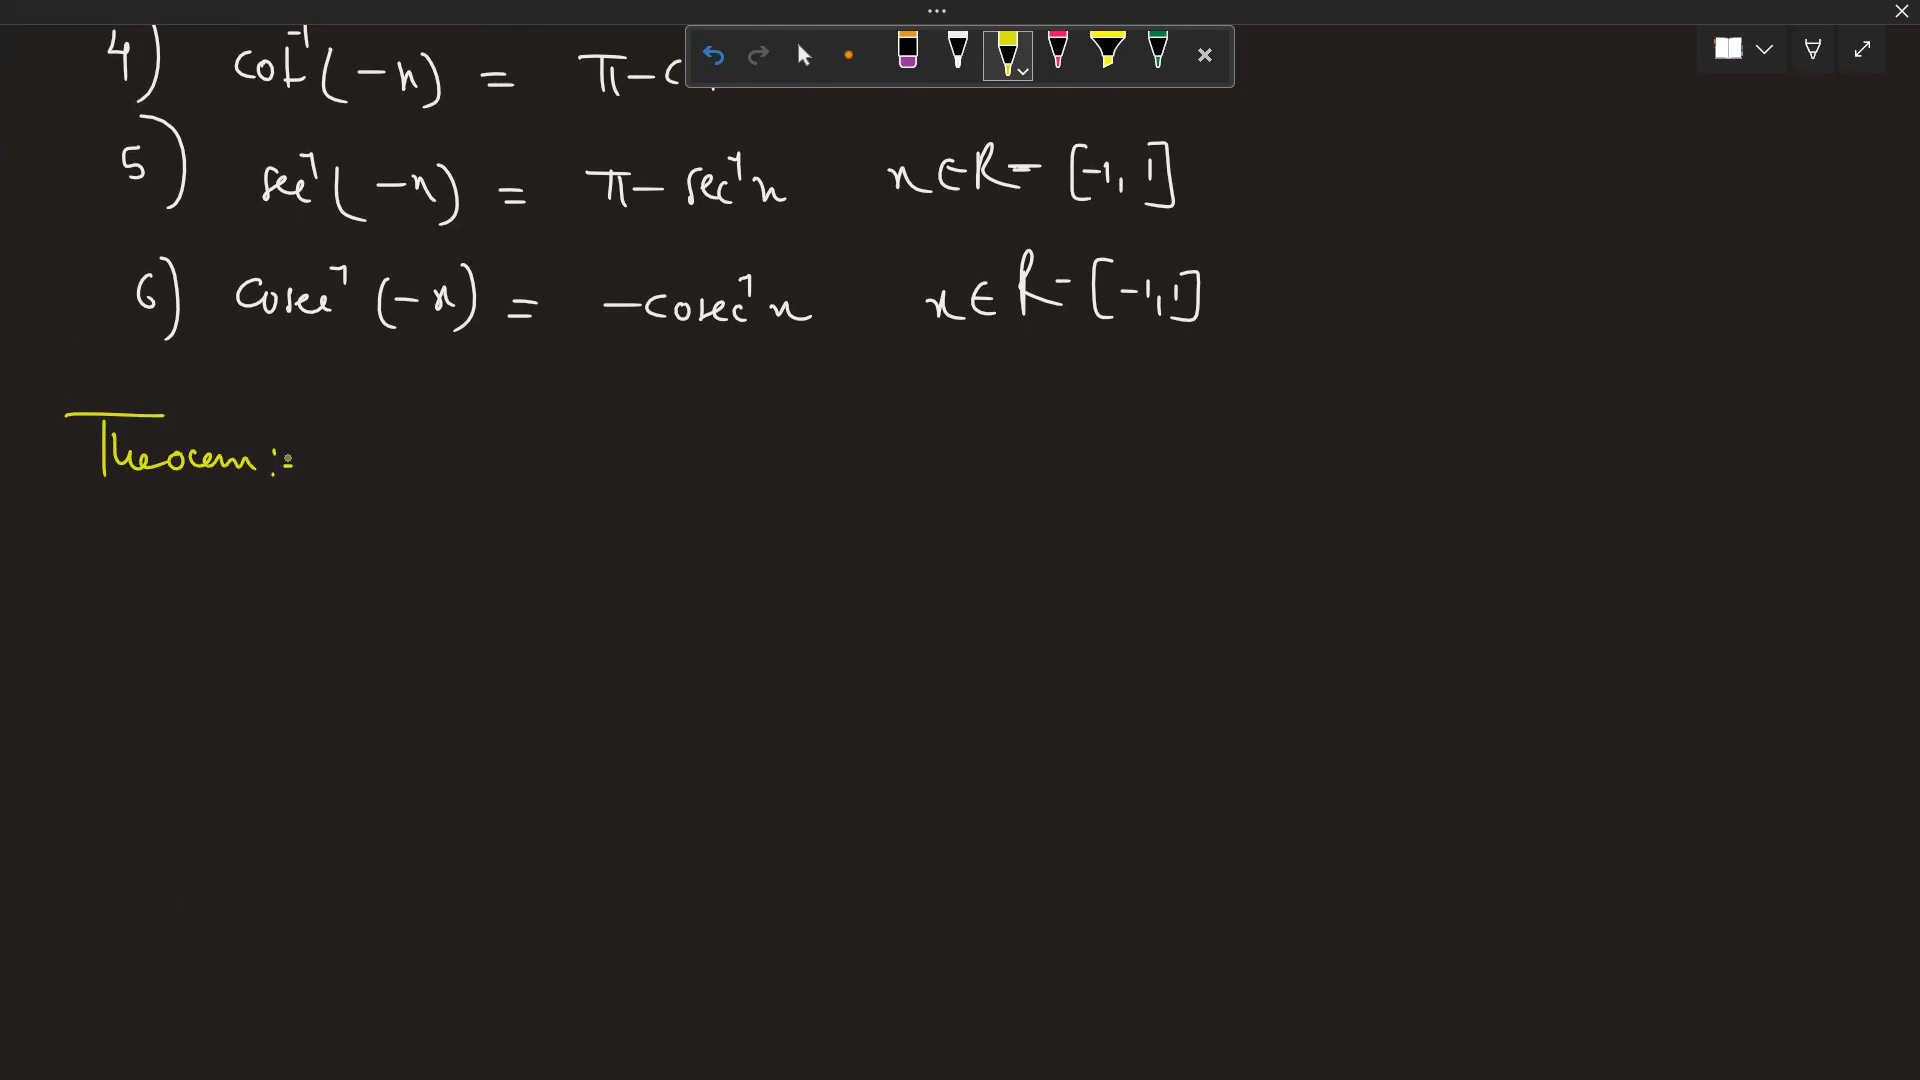 4) cot⁻¹(-x) = π-c
5) sec⁻¹(-x) = π- sec⁻¹x x∈R- [-1, 1]
6) cosec⁻¹ (-x) = -cosec⁻¹x x∈ R- [-1,1]
Theorem :=